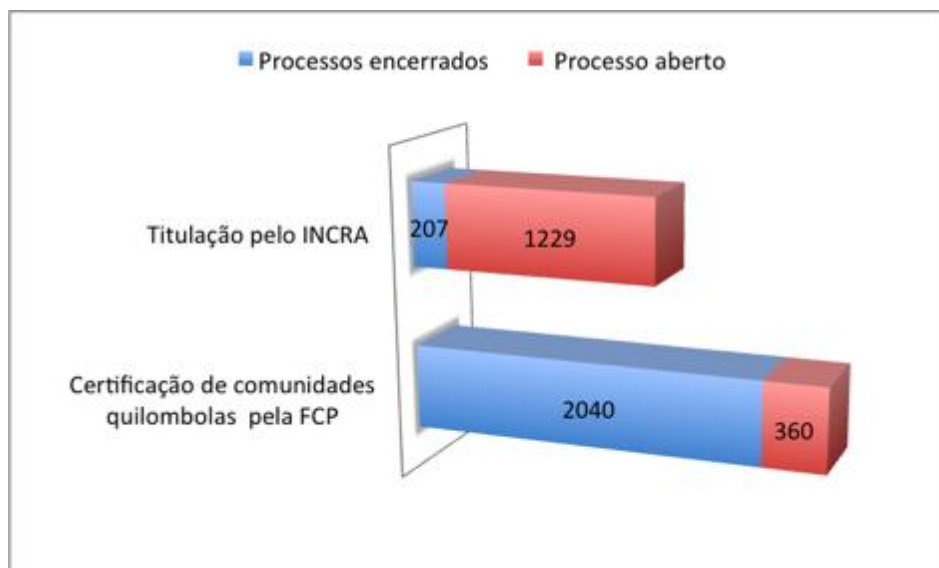 Processos encerrados Processo aberto
Titulação pelo INCRA
207 1229
Certificação de comunidades
quilombolas pela FCP
2040 360